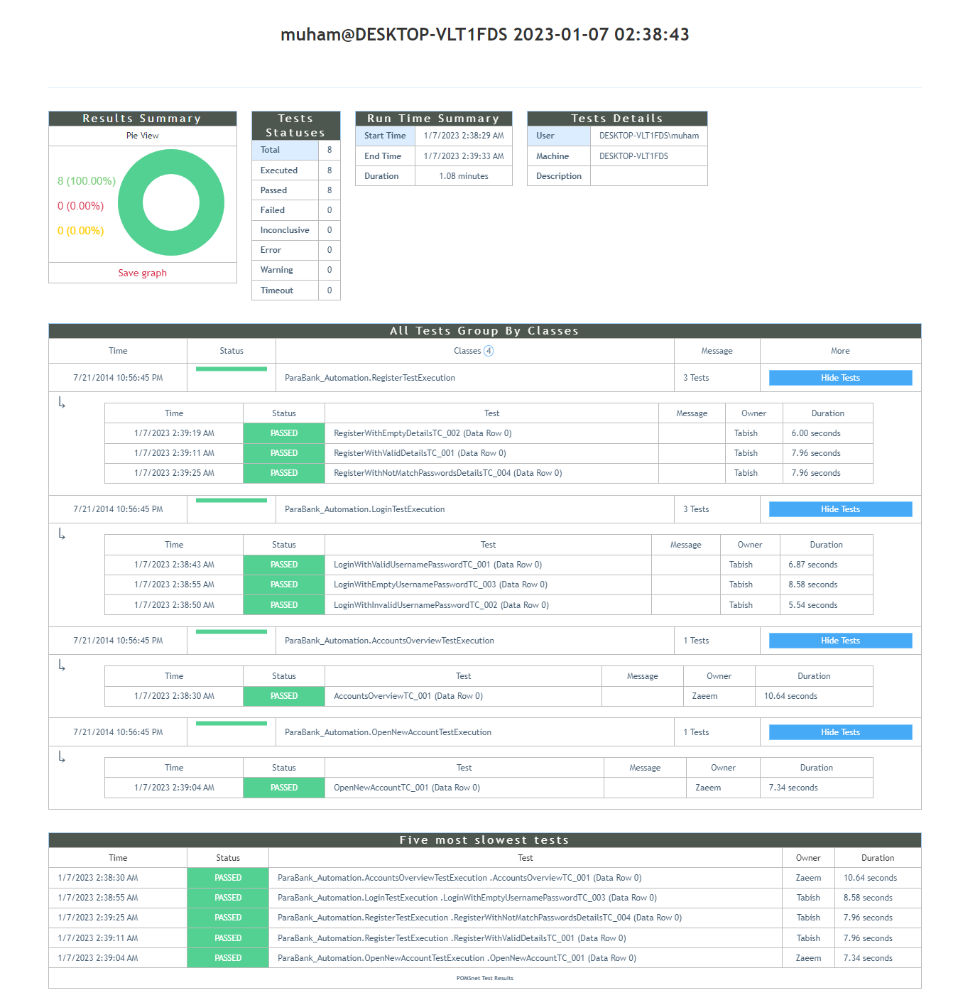 muham@DESKTOP-VLT1FDS 2023-01-07 02:38:43
Results Summary
Pie View
8 (100.00%)
0 (0.00%)
0 (0.00%)
Save graph
Tests
Statuses
Total 8
Executed 8
Passed 8
Failed 0
Inconclusive 0
Error 0
Warning 0
Timeout 0
Run Time Summary
Start Time 1/7/2023 2:38:29 AM
End Time 1/7/2023 2:39:33 AM
Duration 1.08 minutes
Tests Details
User DESKTOP-VLT1FDS\muham
Machine DESKTOP-VLT1FDS
Description
All Tests Group By Classes
Time Status Classes 4 Message More
7/21/2014 10:56:45 PM ParaBank_Automation.RegisterTestExecution 3 Tests Hide Tests
Time Status Test Message Owner Duration
1/7/2023 2:39:19 AM PASSED RegisterWithEmptyDetailsTC_002 (Data Row 0) Tabish 6.00 seconds
1/7/2023 2:39:11 AM PASSED RegisterWithValidDetailsTC_001 (Data Row 0) Tabish 7.96 seconds
1/7/2023 2:39:25 AM PASSED RegisterWithNotMatchPasswordsDetailsTC_004 (Data Row 0) Tabish 7.96 seconds
7/21/2014 10:56:45 PM ParaBank_Automation.LoginTestExecution 3 Tests Hide Tests
Time Status Test Message Owner Duration
1/7/2023 2:38:43 AM PASSED LoginWithValidUsernamePasswordTC_001 (Data Row 0) Tabish 6.87 seconds
1/7/2023 2:38:55 AM PASSED LoginWithEmptyUsernamePasswordTC_003 (Data Row 0) Tabish 8.58 seconds
1/7/2023 2:38:50 AM PASSED LoginWithInvalidUsernamePasswordTC_002 (Data Row 0) Tabish 5.54 seconds
7/21/2014 10:56:45 PM ParaBank_Automation.AccountsOverviewTestExecution 1 Tests Hide Tests
Time Status Test Message Owner Duration
1/7/2023 2:38:30 AM PASSED AccountsOverviewTC_001 (Data Row 0) Zaeem 10.64 seconds
7/21/2014 10:56:45 PM ParaBank_Automation.OpenNewAccountTestExecution 1 Tests Hide Tests
Time Status Test Message Owner Duration
1/7/2023 2:39:04 AM PASSED OpenNewAccountTC_001 (Data Row 0) Zaeem 7.34 seconds
Five most slowest tests
Time Status Test Owner Duration
1/7/2023 2:38:30 AM PASSED ParaBank_Automation.AccountsOverviewTestExecution .AccountsOverviewTC_001 (Data Row 0) Zaeem 10.64 seconds
1/7/2023 2:38:55 AM PASSED ParaBank_Automation.LoginTestExecution .LoginWithEmptyUsernamePasswordTC_003 (Data Row 0) Tabish 8.58 seconds
1/7/2023 2:39:25 AM PASSED ParaBank_Automation.RegisterTestExecution .RegisterWithNotMatchPasswordsDetailsTC_004 (Data Row 0) Tabish 7.96 seconds
1/7/2023 2:39:11 AM PASSED ParaBank_Automation.RegisterTestExecution .RegisterWithValidDetailsTC_001 (Data Row 0) Tabish 7.96 seconds
1/7/2023 2:39:04 AM PASSED ParaBank_Automation.OpenNewAccountTestExecution .OpenNewAccountTC_001 (Data Row 0) Zaeem 7.34 seconds
POMSnet Test Results